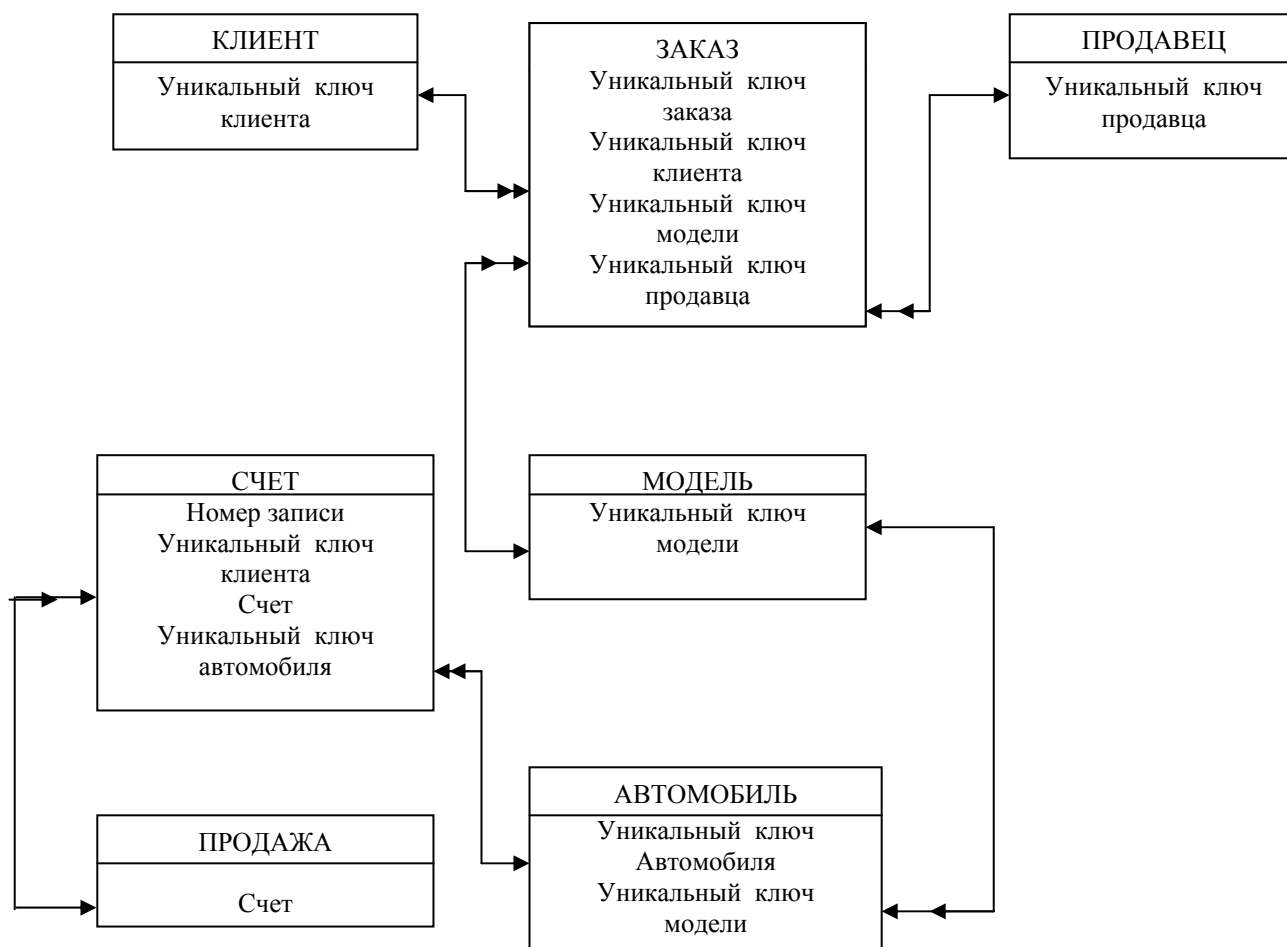 КЛИЕНТ
Уникальный ключ
клиента
ЗАКАЗ
Уникальный ключ
заказа
Уникальный ключ
клиента
Уникальный ключ
модели
Уникальный ключ
продавца
ПРОДАВЕЦ
Уникальный ключ
продавца
СЧЕТ
Номер записи
Уникальный ключ
клиента
Счет
Уникальный ключ
автомобиля
МОДЕЛЬ
Уникальный ключ
модели
ПРОДАЖА
Счет
АВТОМОБИЛЬ
Уникальный ключ
Автомобиля
Уникальный ключ
модели